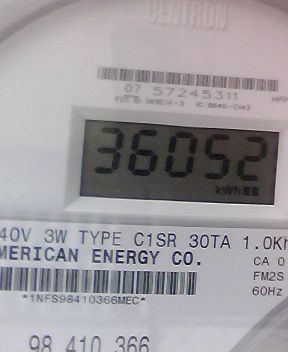 CENTRON
07 57245311
36052
kWh
40V 3W TYPE C1SR 30TA 1.0Kh
MERICAN ENERGY CO.
CA 0
FM2S
60Hz
*1NFS98410366MEC*
98 410 366